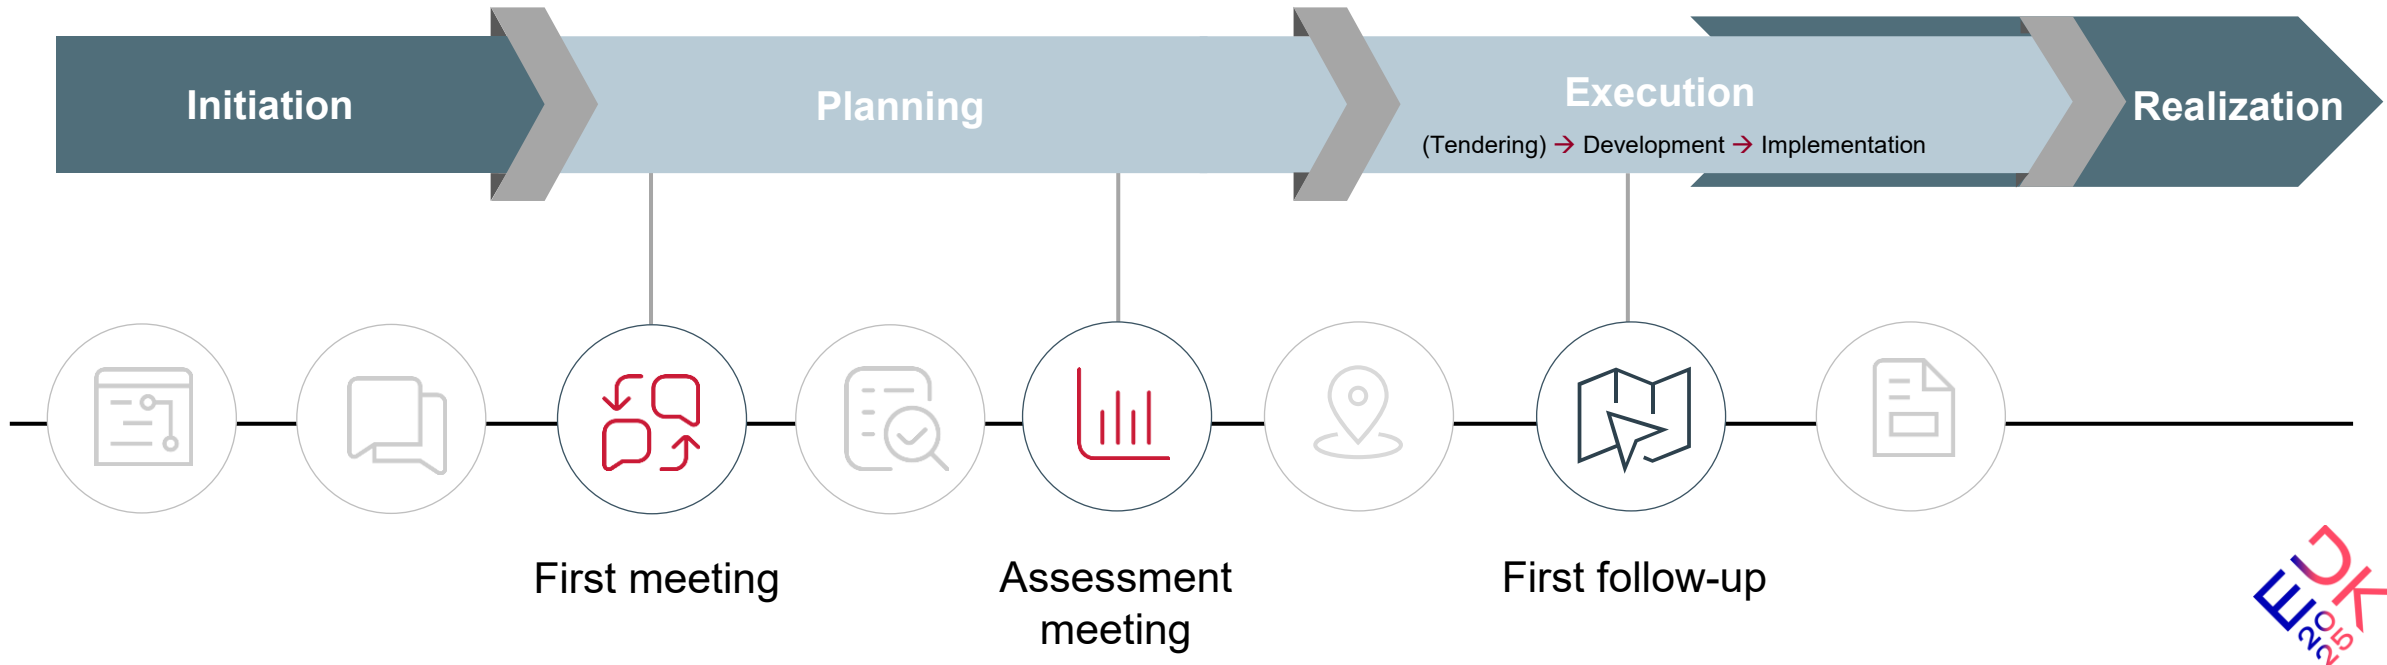 Initiation
Planning
Execution
(Tendering) → Development → Implementation
Realization
First meeting
Assessment
meeting
First follow-up
EU DK
2025